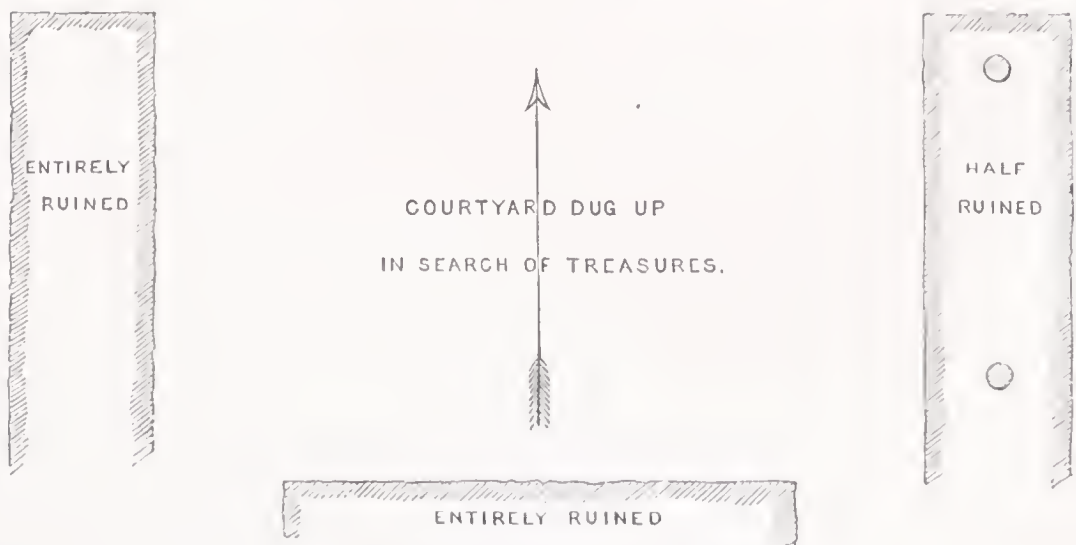 ENTIRELY
RUINED
COURTYARD DUG UP
IN SEARCH OF TREASURES.
HALF
RUINED
ENTIRELY RUINED